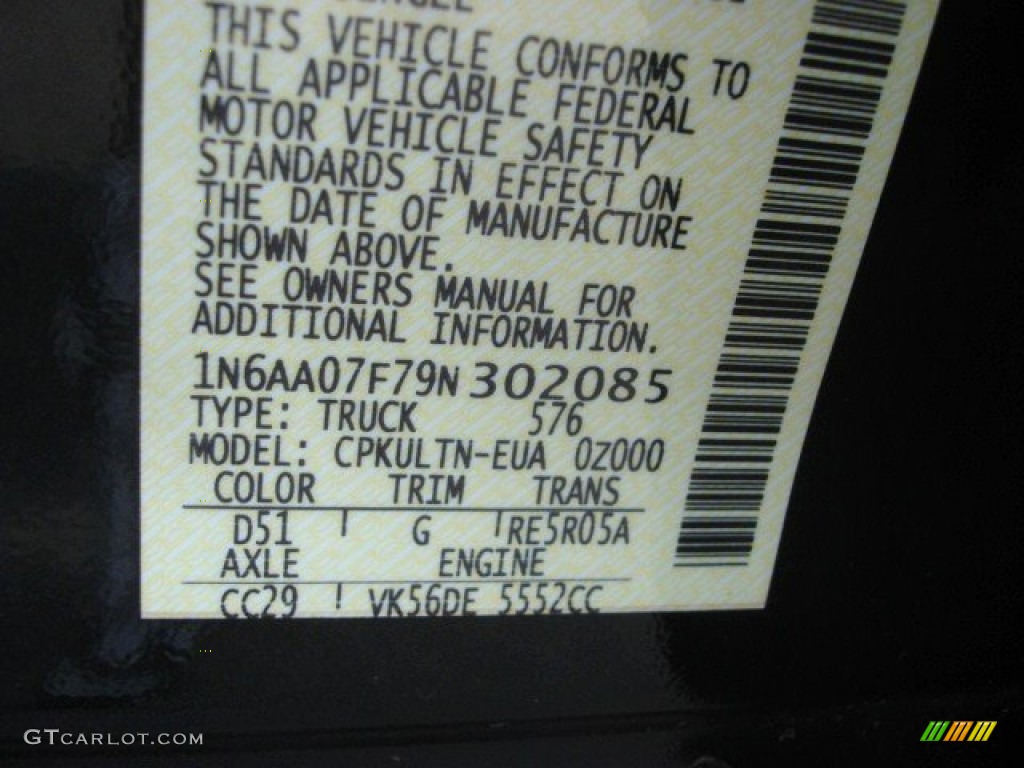 THIS VEHICLE CONFORMS TO
ALL APPLICABLE FEDERAL
MOTOR VEHICLE SAFETY
STANDARDS IN EFFECT ON
THE DATE OF MANUFACTURE
SHOWN ABOVE.
SEE OWNERS MANUAL FOR
ADDITIONAL INFORMATION.
1N6AA07F79N302085
TYPE: TRUCK 576
MODEL: CPKULTN-EUA 0Z000
COLOR TRIM TRANS
D51 G RE5R05A
AXLE ENGINE
CC29 VK56DE 5552CC
GTCARLOT.COM